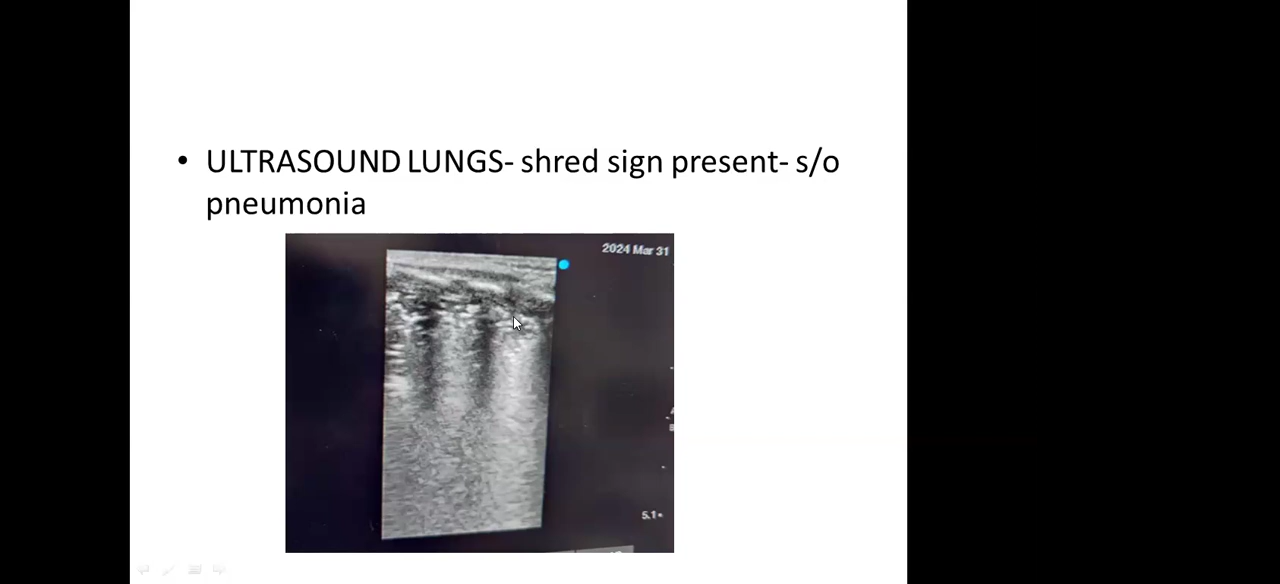 • ULTRASOUND LUNGS- shred sign present- s/o
pneumonia
2024 Mar 31
5.1